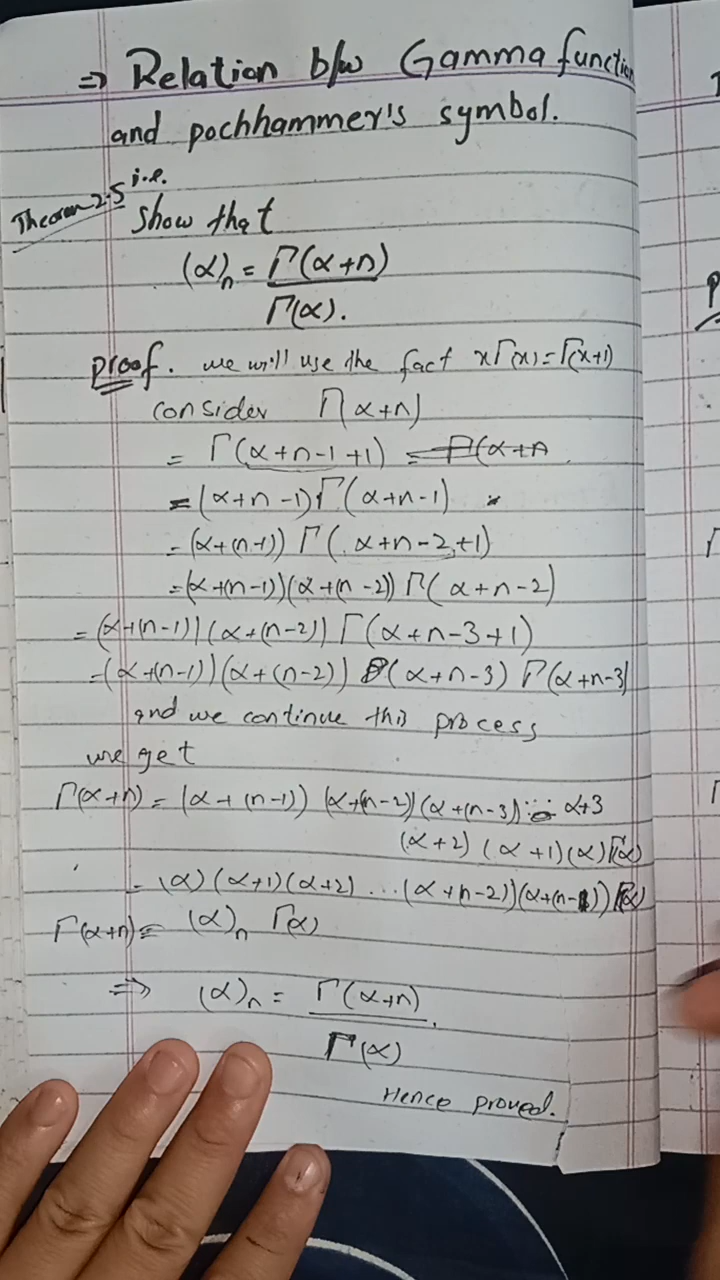 ⇒ Relation b/w Gamma function
and pochhammer's symbol.
i.e.
Theorem 2.5
Show that
(α)ₙ = Γ(α+n)
Γ(α).
Proof. we will use the fact xΓ(x)=Γ(x+1)
consider Γ(α+n)
= Γ(α+n-1+1) = Γ(α+n
= (α+n-1)Γ(α+n-1)
= (α+(n-1)) Γ(α+n-2+1)
= (α+(n-1))(α+(n-2)) Γ(α+n-2)
= (α+(n-1))(α+(n-2)) Γ(α+n-3+1)
= (α+(n-1))(α+(n-2)) (α+n-3) Γ(α+n-3)
and we continue this process
we get
Γ(α+n) = (α+(n-1)) (α+(n-2))(α+(n-3)) ... α+3
(α+2) (α+1)(α)Γ(α)
= (α)(α+1)(α+2) ... (α+n-2))(α+(n-1)) Γ(α)
Γ(α+n) = (α)ₙ Γ(α)
⇒ (α)ₙ = Γ(α+n).
Γ(α)
Hence proved.